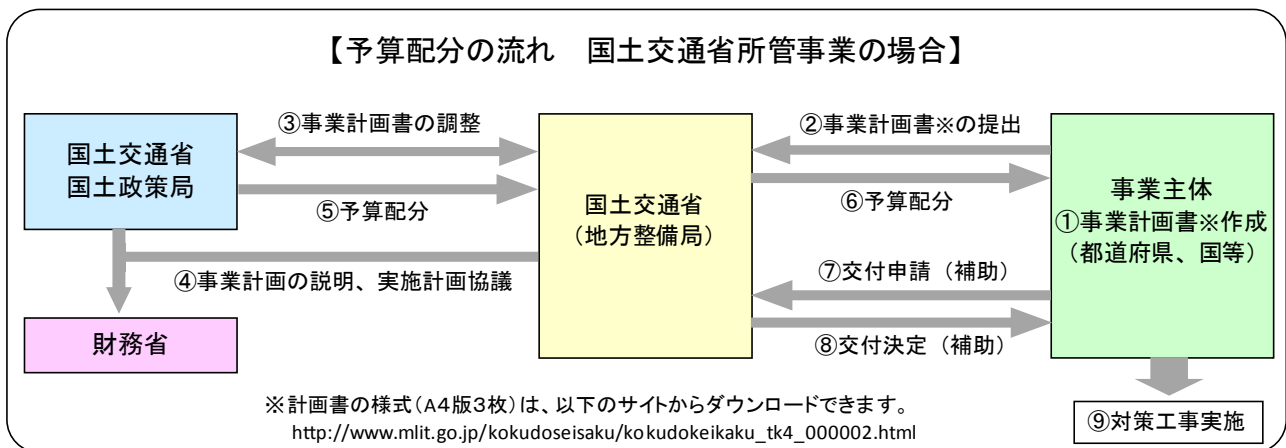 【予算配分の流れ　国土交通省所管事業の場合】
国土交通省
国土政策局
③事業計画書の調整
⑤予算配分
④事業計画の説明、実施計画協議
財務省
国土交通省
（地方整備局）
②事業計画書※の提出
⑥予算配分
⑦交付申請（補助）
⑧交付決定（補助）
事業主体
①事業計画書※作成
（都道府県、国等）
⑨対策工事実施
※計画書の様式（A４版３枚）は、以下のサイトからダウンロードできます。
http://www.mlit.go.jp/kokudoseisaku/kokudokeikaku_tk4_000002.html